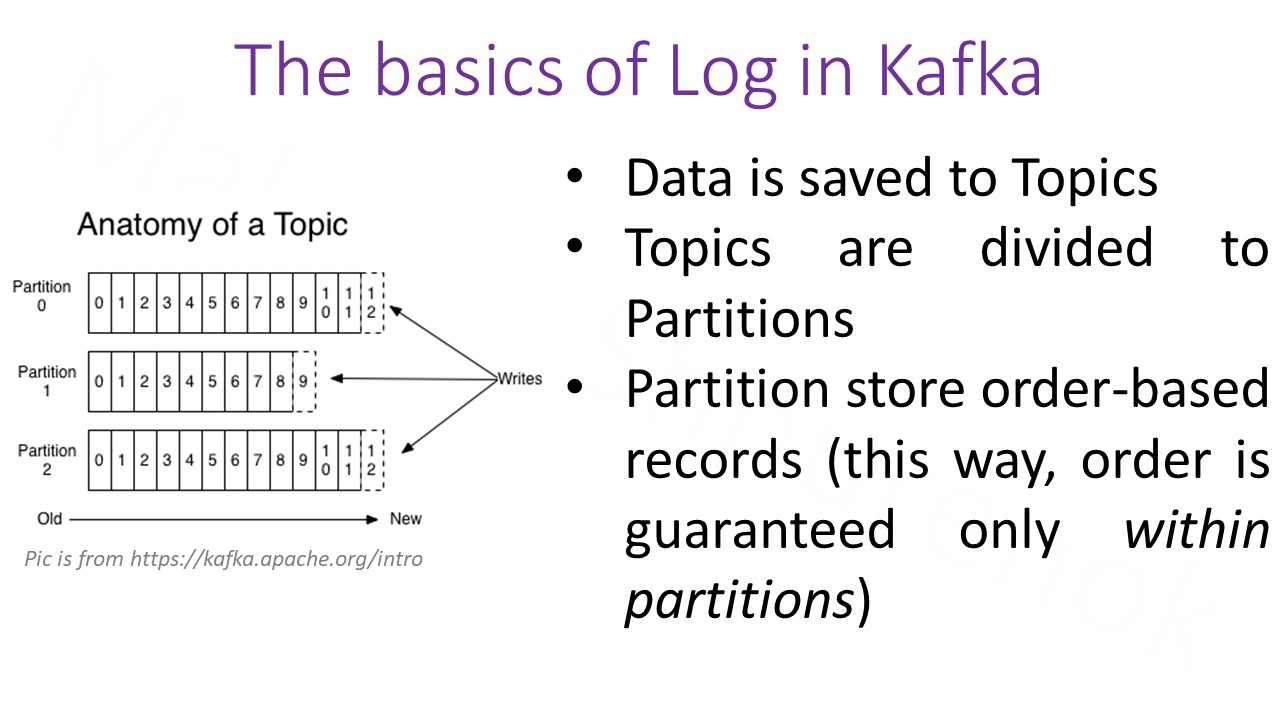 The basics of Log in Kafka
Anatomy of a Topic
Partition
0
0 1 2 3 4 5 6 7 8 9 10 11 12
Partition
1
0 1 2 3 4 5 6 7 8 9
Partition
2
0 1 2 3 4 5 6 7 8 9 10 11 12
Writes
Old
New
Pic is from https://kafka.apache.org/intro
• Data is saved to Topics
• Topics are divided to
Partitions
• Partition store order-based
records (this way, order is
guaranteed only within
partitions)